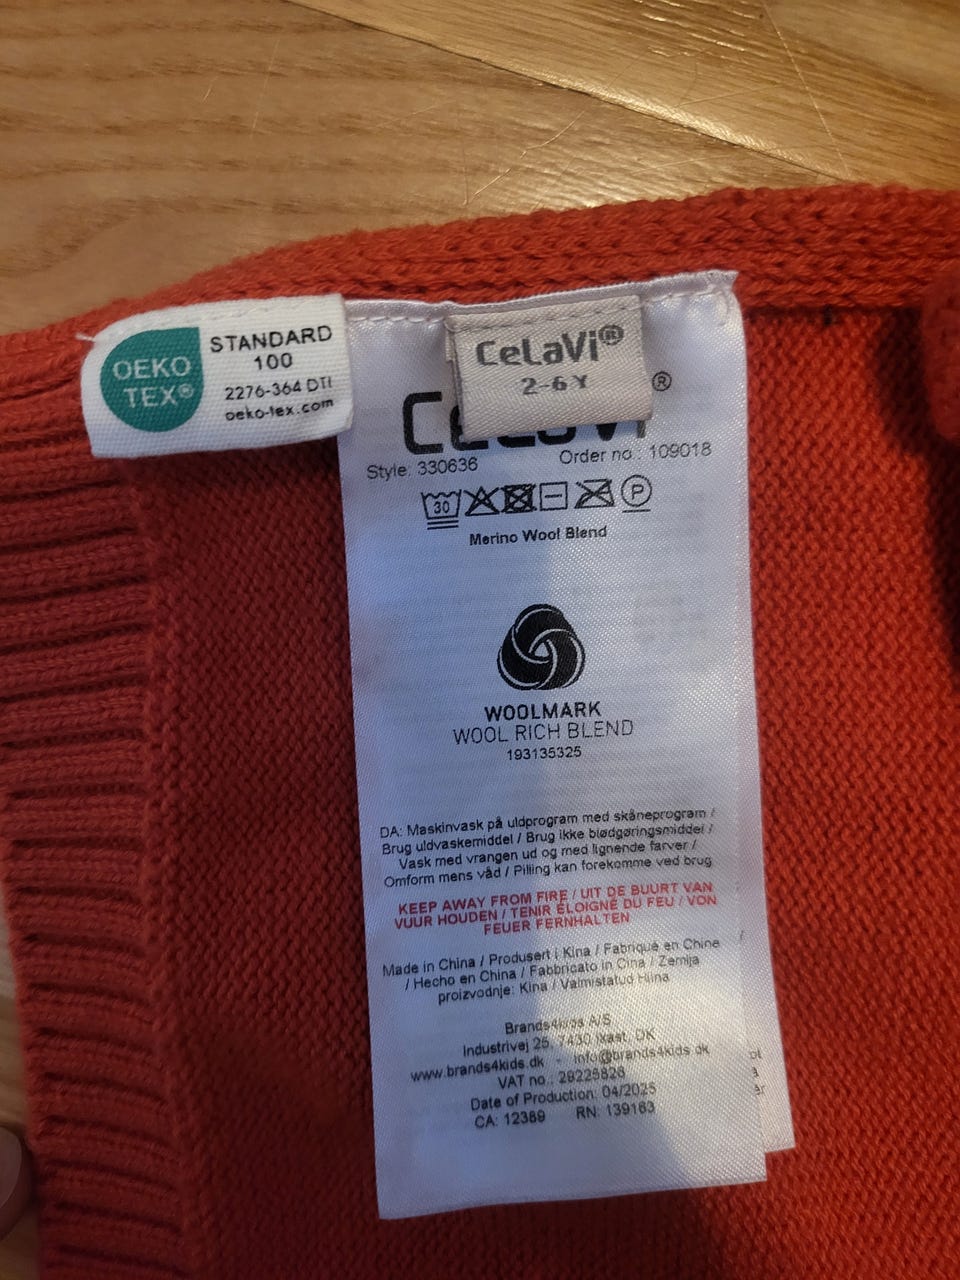 OEKO
TEX®
STANDARD
100
2276-364 DTI
oeko-tex.com
CeLaVi®
2-6 Y
CeLaVi®
Style: 330636 Order no.: 109018
30 P
Merino Wool Blend
WOOLMARK
WOOL RICH BLEND
193135325
DA: Maskinvask på uldprogram med skåneprogram /
Brug uldvaskemiddel / Brug ikke blødgøringsmiddel /
Vask med vrangen ud og med lignende farver /
Omform mens våd / Pilling kan forekomme ved brug
KEEP AWAY FROM FIRE / UIT DE BUURT VAN
VUUR HOUDEN / TENIR ÉLOIGNÉ DU FEU / VON
FEUER FERNHALTEN
Made in China / Produsert i Kina / Fabriqué en Chine
/ Hecho en China / Fabbricato in Cina / Zemlja
proizvodnje: Kina / Valmistatud Hiina
Brands4kids A/S
Industrivej 25, 7430 Ikast, DK
www.brands4kids.dk - info@brands4kids.dk
VAT no.: 28225828
Date of Production: 04/2025
CA: 12389 RN: 139163